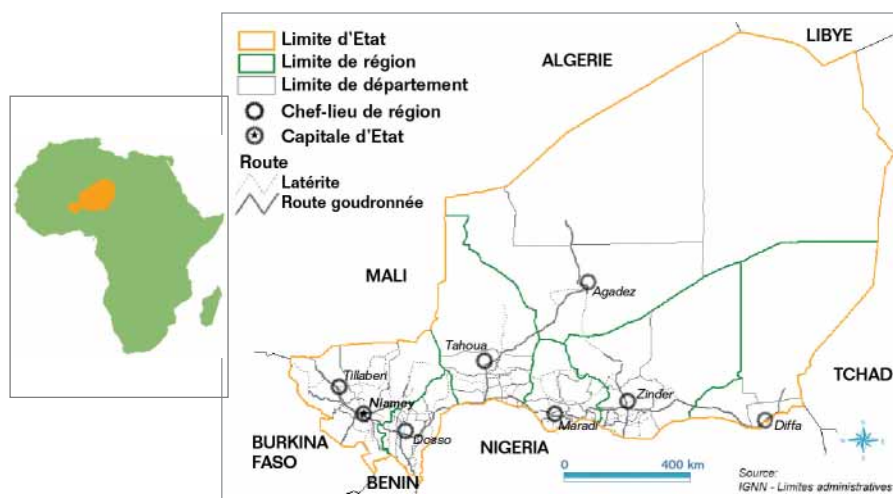 Limite d'Etat
Limite de région
Limite de département
Chef-lieu de région
Capitale d'Etat
Route
Latérite
Route goudronnée
ALGERIE
LIBYE
MALI
Agadez
Tahoua
TCHAD
Tillaberi
Niamey
Zinder
Dosso
Maradi
Diffa
BURKINA
FASO
NIGERIA
BENIN
0
400 km
Source:
IGNN - Limites administratives